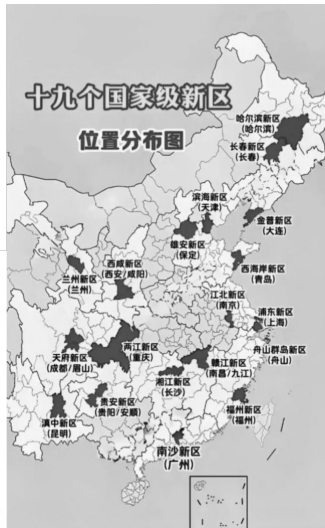 十九个国家级新区
位置分布图
哈尔滨新区
(哈尔滨)
长春新区
(长春)
滨海新区
(天津)
金普新区
(大连)
雄安新区
(保定)
西咸新区
(西安/咸阳)
兰州新区
(兰州)
西海岸新区
(青岛)
江北新区
(南京)
浦东新区
(上海)
舟山群岛新区
(舟山)
天府新区
(成都/眉山)
两江新区
(重庆)
赣江新区
(南昌/九江)
湘江新区
(长沙)
贵安新区
(贵阳/安顺)
福州新区
(福州)
滇中新区
(昆明)
南沙新区
(广州)